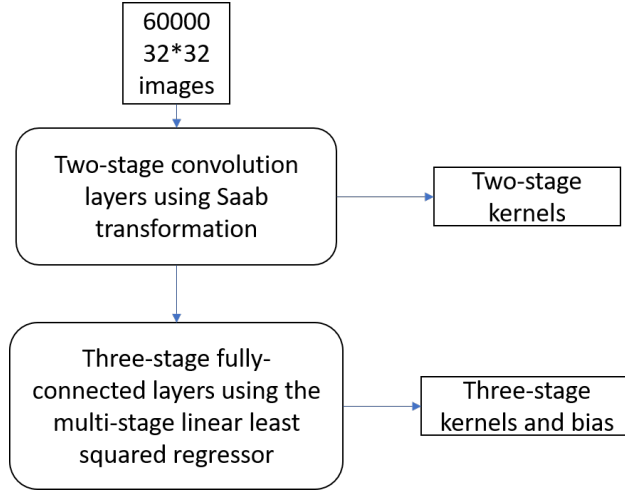 60000
32*32
images
Two-stage convolution
layers using Saab
transformation
Two-stage
kernels
Three-stage fully-
connected layers using the
multi-stage linear least
squared regressor
Three-stage
kernels and bias